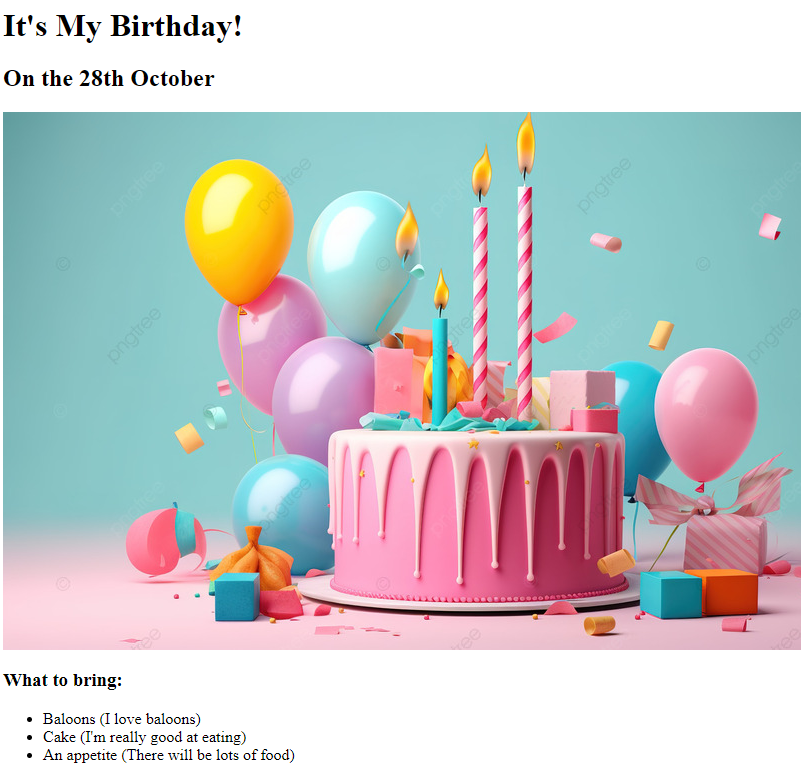 It's My Birthday!
On the 28th October
pngtree
pngtree
pngtree
pngtree
pngtree
pngtree
pngtree
pngtree
What to bring:
Baloons (I love baloons)
Cake (I'm really good at eating)
An appetite (There will be lots of food)